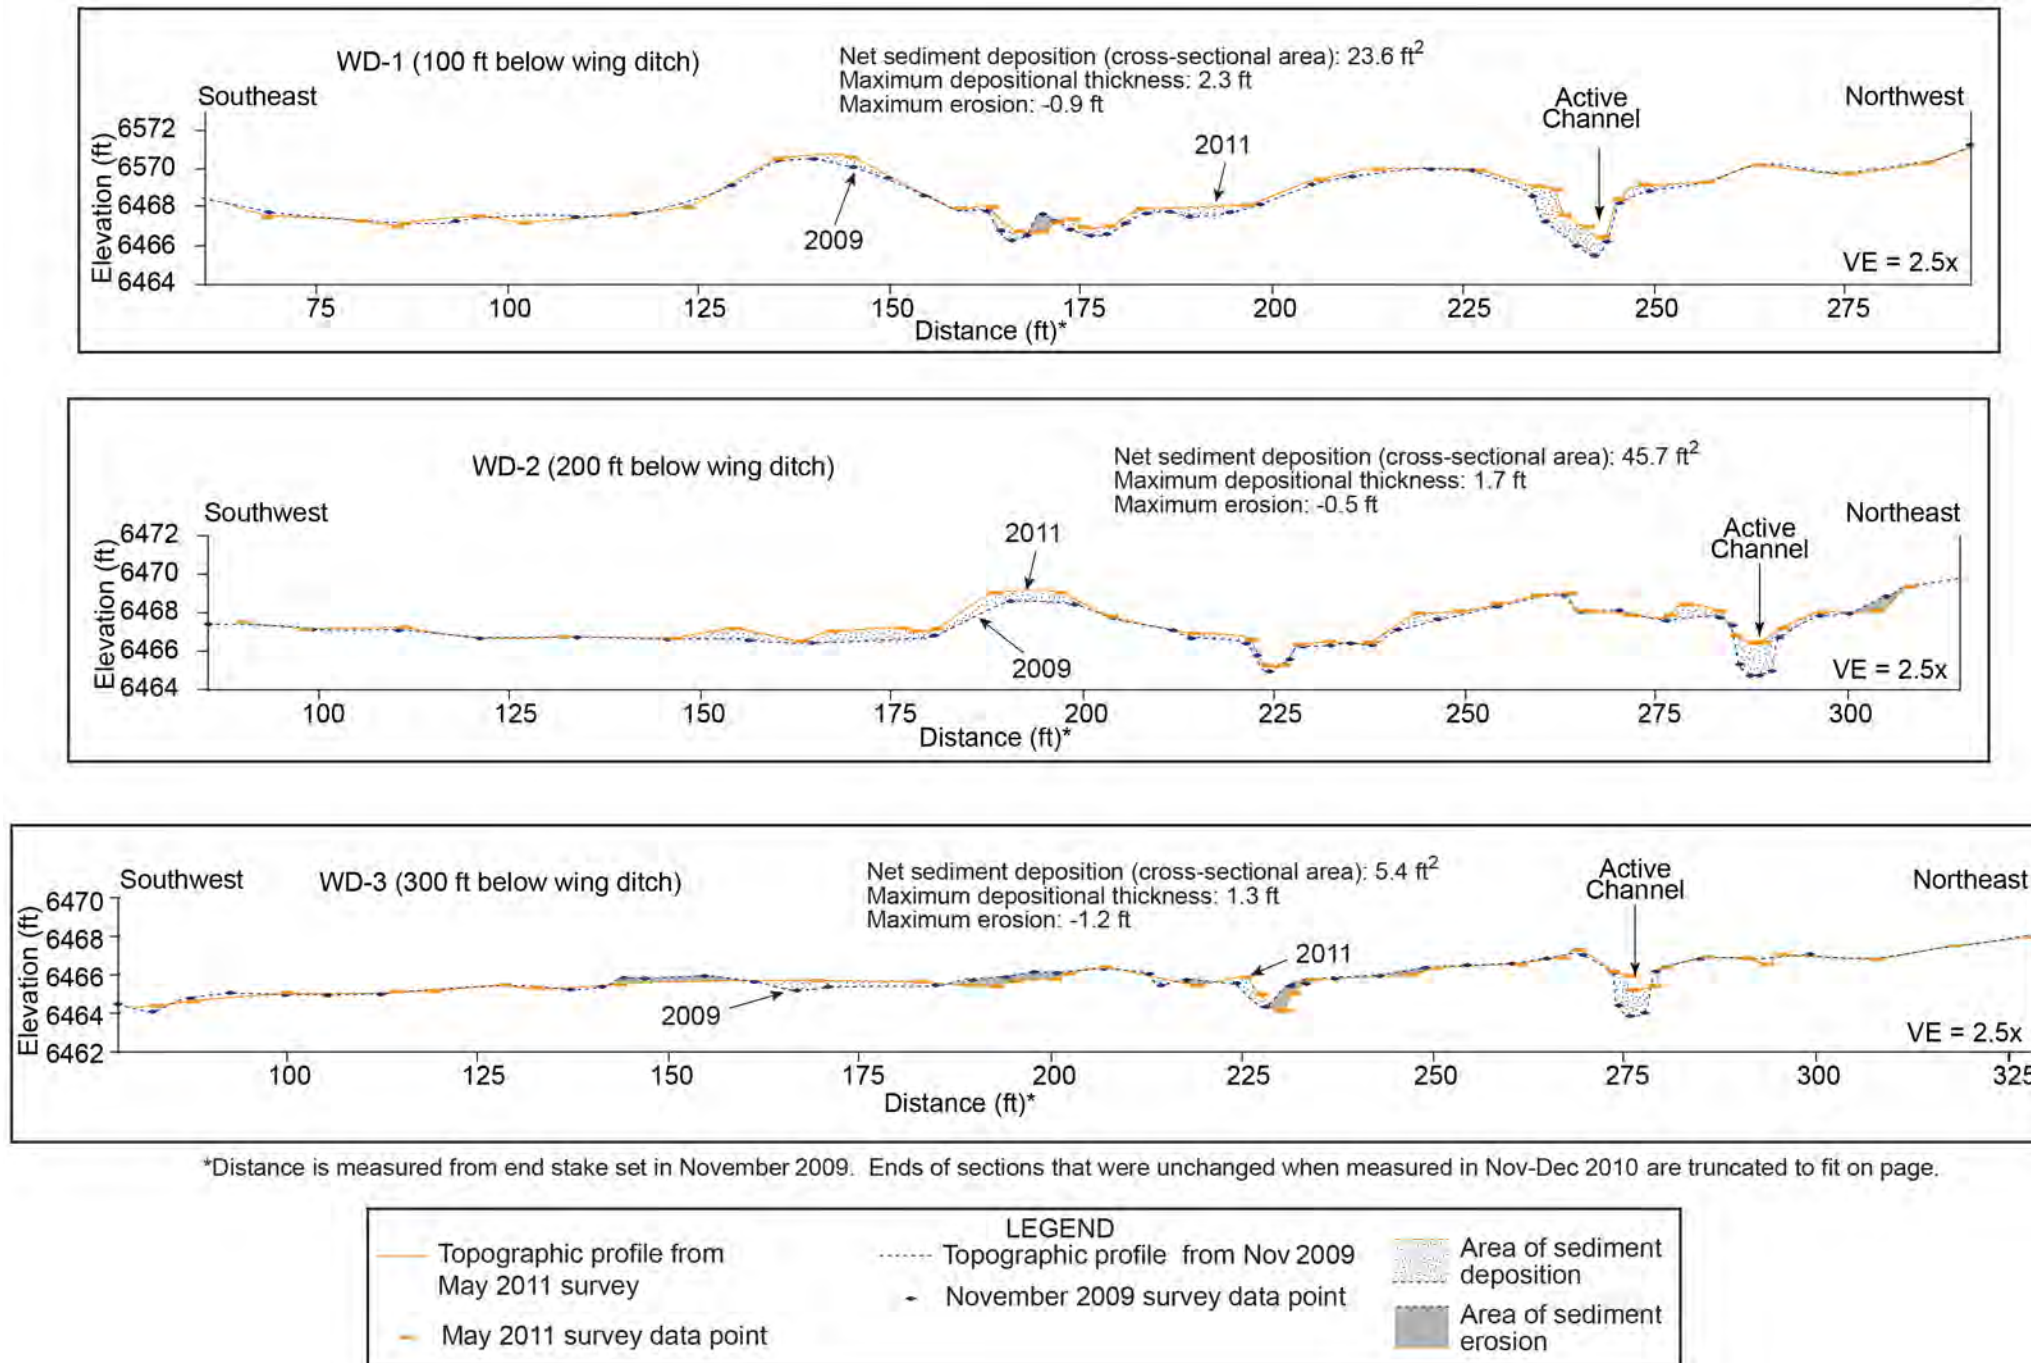 WD-1 (100 ft below wing ditch)
Net sediment deposition (cross-sectional area): 23.6 ft²
Maximum depositional thickness: 2.3 ft
Maximum erosion: -0.9 ft
Southeast
Active
Channel
Northwest
2011
2009
Elevation (ft)
6572
6570
6468
6466
6464
VE = 2.5x
75
100
125
150
175
200
225
250
275
Distance (ft)*
WD-2 (200 ft below wing ditch)
Net sediment deposition (cross-sectional area): 45.7 ft²
Maximum depositional thickness: 1.7 ft
Maximum erosion: -0.5 ft
Southwest
Active
Channel
Northeast
2011
2009
Elevation (ft)
6472
6470
6468
6466
6464
VE = 2.5x
100
125
150
175
200
225
250
275
300
Distance (ft)*
Southwest
WD-3 (300 ft below wing ditch)
Net sediment deposition (cross-sectional area): 5.4 ft²
Maximum depositional thickness: 1.3 ft
Maximum erosion: -1.2 ft
Active
Channel
Northeast
2011
2009
Elevation (ft)
6470
6468
6466
6464
6462
VE = 2.5x
100
125
150
175
200
225
250
275
300
325
Distance (ft)*
*Distance is measured from end stake set in November 2009. Ends of sections that were unchanged when measured in Nov-Dec 2010 are truncated to fit on page.
LEGEND
Topographic profile from
May 2011 survey
May 2011 survey data point
Topographic profile from Nov 2009
November 2009 survey data point
Area of sediment
deposition
Area of sediment
erosion